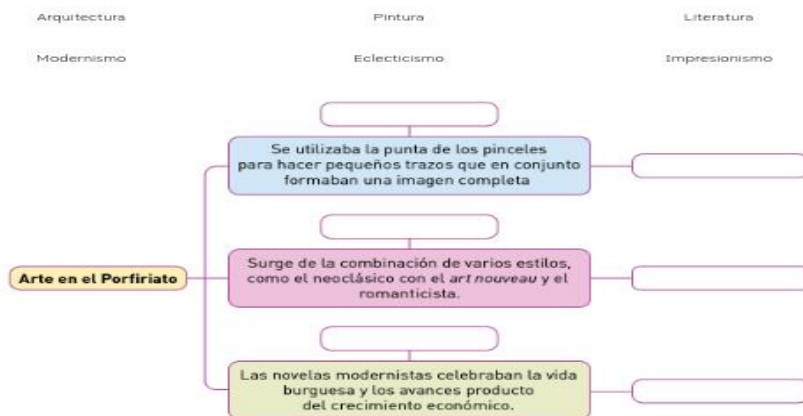 Arquitectura Pintura Literatura
Modernismo Eclecticismo Impresionismo
Se utilizaba la punta de los pinceles
para hacer pequeños trazos que en conjunto
formaban una imagen completa
Arte en el Porfiriato
Surge de la combinación de varios estilos,
como el neoclásico con el art nouveau y el
romanticista.
Las novelas modernistas celebraban la vida
burguesa y los avances producto
del crecimiento económico.